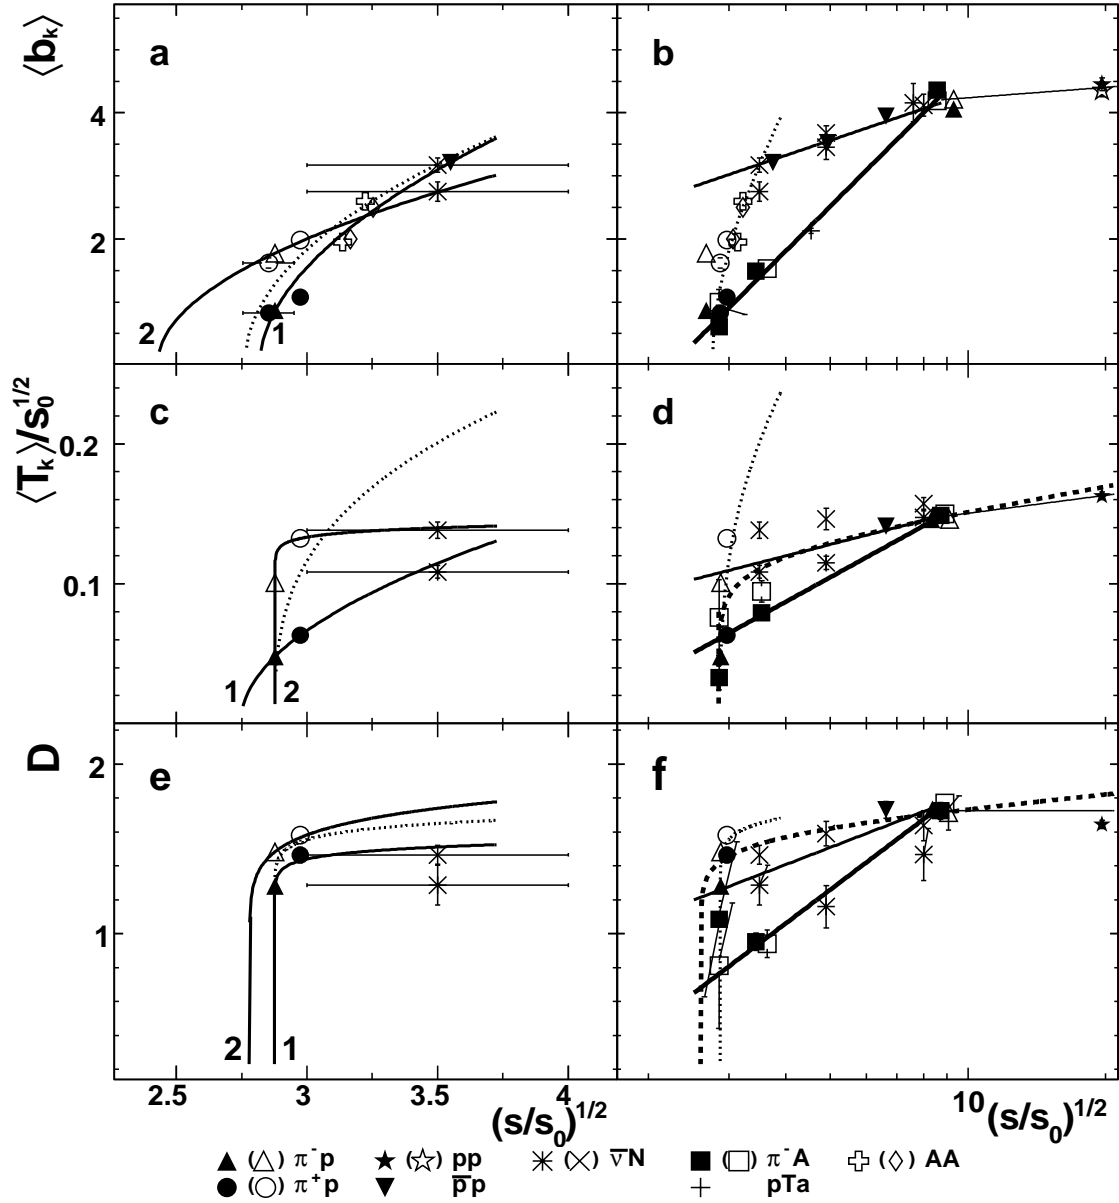 ⟨b_k⟩
a
b
4
2
2
1
⟨T_k⟩/s_0^{1/2}
c
d
0.2
0.1
1
2
D
e
f
2
1
2
1
2.5
3
3.5
4
10
(s/s_0)^{1/2}
(s/s_0)^{1/2}
▲ (△) π⁻p ★ (☆) pp ✳ (×) ν̅N ■ (□) π⁻A ✚ (◇) AA
● (○) π⁺p ▼ p̅p + pTa